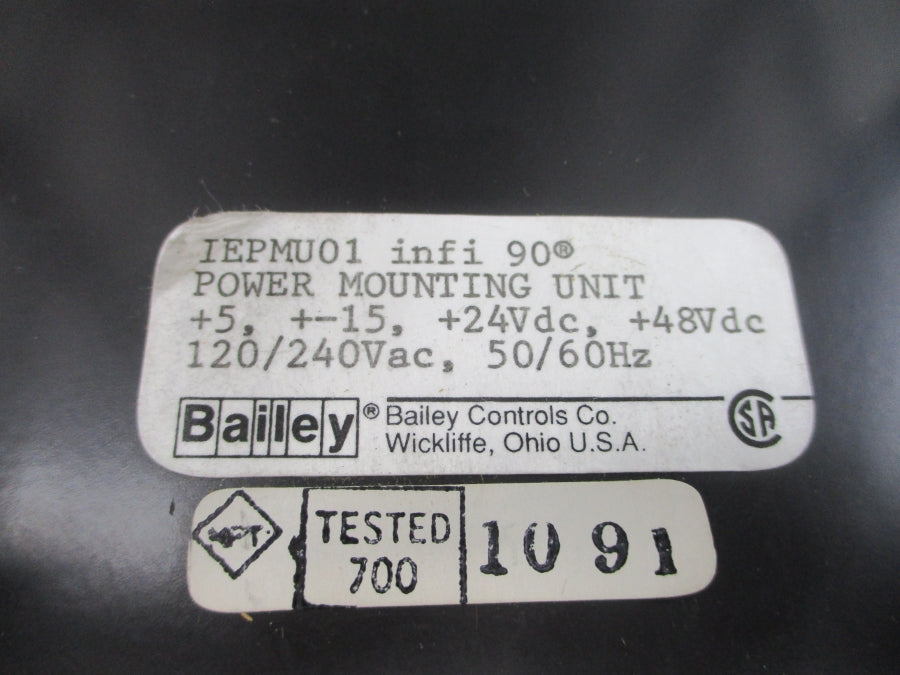 IEPMU01 infi 90®
POWER MOUNTING UNIT
+5, +-15, +24Vdc, +48Vdc
120/240Vac, 50/60Hz
Bailey® Bailey Controls Co.
Wickliffe, Ohio U.S.A.
SA
TESTED
700
10 91